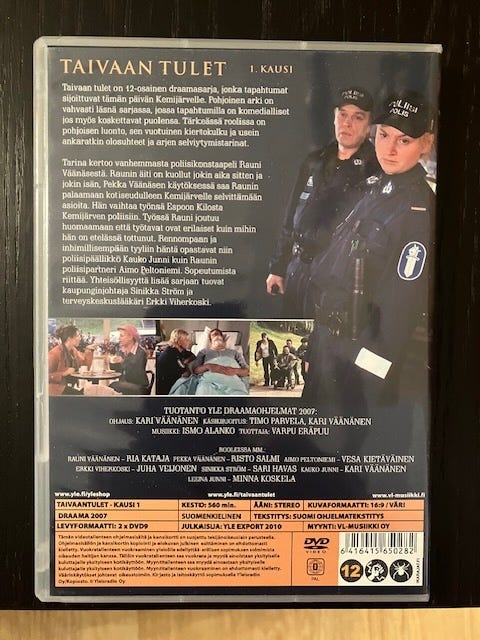 TAIVAAN TULET 1. KAUSI
Taivaan tulet on 12-osainen draamasarja, jonka tapahtumat
sijoittuvat tämän päivän Kemijärvelle. Pohjoinen arki on
vahvasti läsnä sarjassa, jossa tapahtumilla on komedialliset
jos myös koskettavat puolensa. Tärkeässä roolissa on
pohjoisen luonto, sen vuotuinen kiertokulku ja usein
ankaratkin olosuhteet ja arjen selviytymistarinat.
Tarina kertoo vanhemmasta poliisikonstaapeli Rauni
Väänäsestä. Raunin äiti on kuollut jokin aika sitten ja
jokin isän, Pekka Väänäsen käytöksessä saa Raunin
palaamaan kotiseudulleen Kemijärvelle selvittämään
asioita. Hän vaihtaa työnsä Espoon Kilosta
Kemijärven poliisiin. Työssä Rauni joutuu
huomaamaan että työtavat ovat erilaiset kuin mihin
hän on etelässä tottunut. Rennompaan ja
inhimillisempään tyyliin häntä opastavat niin
poliisipäällikkö Kauko Junni kuin Raunin
poliisipartneri Aimo Peltoniemi. Sopeutumista
riittää. Yhteisöllisyyttä lisää sarjaan tuovat
kaupunginjohtaja Sinikka Ström ja
terveyskeskuslääkäri Erkki Viherkoski.
POLIISI
POLIS
POLIISI
POLIS
TUOTANTO YLE DRAAMAOHJELMAT 2007:
OHJAUS: KARI VÄÄNÄNEN KÄSIKIRJOITUS: TIMO PARVELA, KARI VÄÄNÄNEN
MUSIIKKI: ISMO ALANKO TUOTTAJA: VARPU ERÄPUU
ROOLEISSA MM.
RAUNI VÄÄNÄNEN - RIA KATAJA PEKKA VÄÄNÄNEN - RISTO SALMI AIMO PELTONIEMI - VESA KIETÄVÄINEN
ERKKI VIHERKOSKI - JUHA VEIJONEN SINIKKA STRÖM - SARI HAVAS KAUKO JUNNI - KARI VÄÄNÄNEN
LEENA JUNNI - MINNA KOSKELA
www.yle.fi/yleshop www.yle.fi/taivaantulet www.vl-musiikki.fi
TAIVAANTULET - KAUSI 1 KESTO: 560 min. ÄÄNI: STEREO KUVAFORMAATTI: 16:9 / VÄRI
DRAAMA 2007 SUOMENKIELINEN TEKSTITYS: SUOMI OHJELMATEKSTITYS
LEVYFORMAATTI: 2 x DVD9 JULKAISIJA: YLE EXPORT 2010 MYYNTI: VL-MUSIIKKI OY
DVD
VIDEO
PAL
0
6 416415 650282
12